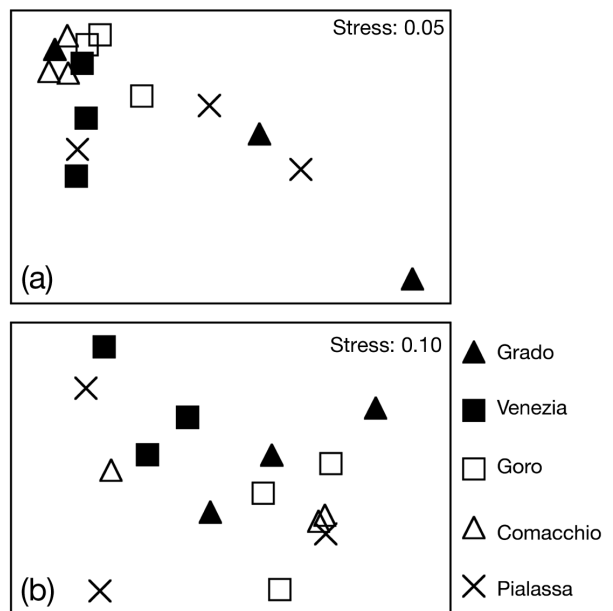 Stress: 0.05
(a)
Stress: 0.10
Grado
Venezia
Goro
Comacchio
Pialassa
(b)